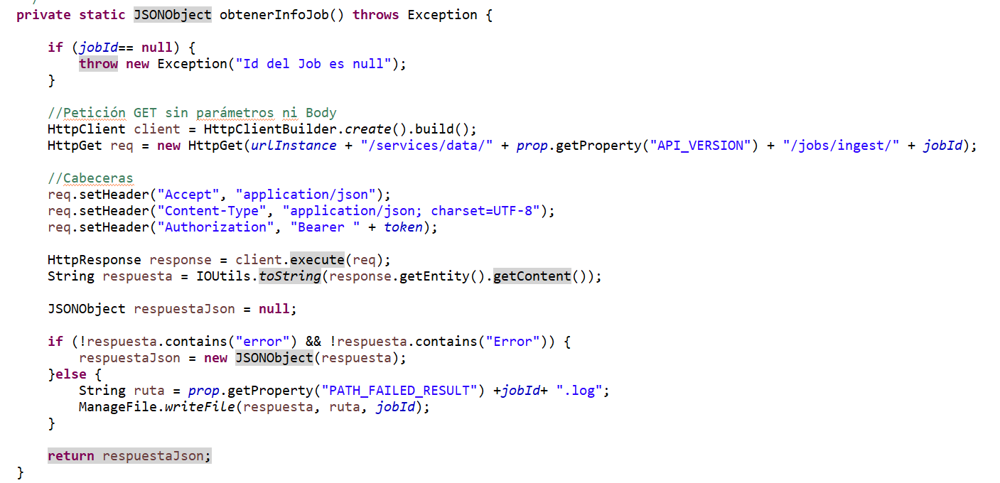 private static JSONObject obtenerInfoJob() throws Exception {
if (jobId== null) {
throw new Exception("Id del Job es null");
}
//Petición GET sin parámetros ni Body
HttpClient client = HttpClientBuilder.create().build();
HttpGet req = new HttpGet(urlInstance + "/services/data/" + prop.getProperty("API_VERSION") + "/jobs/ingest/" + jobId);
//Cabeceras
req.setHeader("Accept", "application/json");
req.setHeader("Content-Type", "application/json; charset=UTF-8");
req.setHeader("Authorization", "Bearer " + token);
HttpResponse response = client.execute(req);
String respuesta = IOUtils.toString(response.getEntity().getContent());
JSONObject respuestaJson = null;
if (!respuesta.contains("error") && !respuesta.contains("Error")) {
respuestaJson = new JSONObject(respuesta);
}else {
String ruta = prop.getProperty("PATH_FAILED_RESULT") +jobId+ ".log";
ManageFile.writeFile(respuesta, ruta, jobId);
}
return respuestaJson;
}